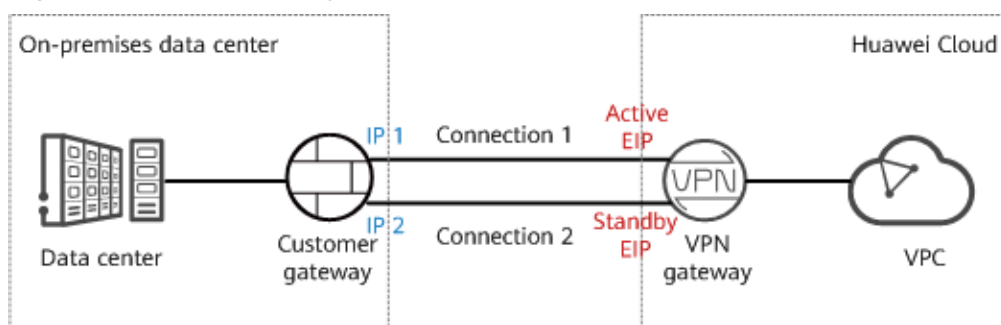 On-premises data center
Huawei Cloud
Active
EIP
IP 1
Connection 1
VPN
IP 2
Connection 2
Standby
EIP
Data center
Customer
gateway
VPN
gateway
VPC